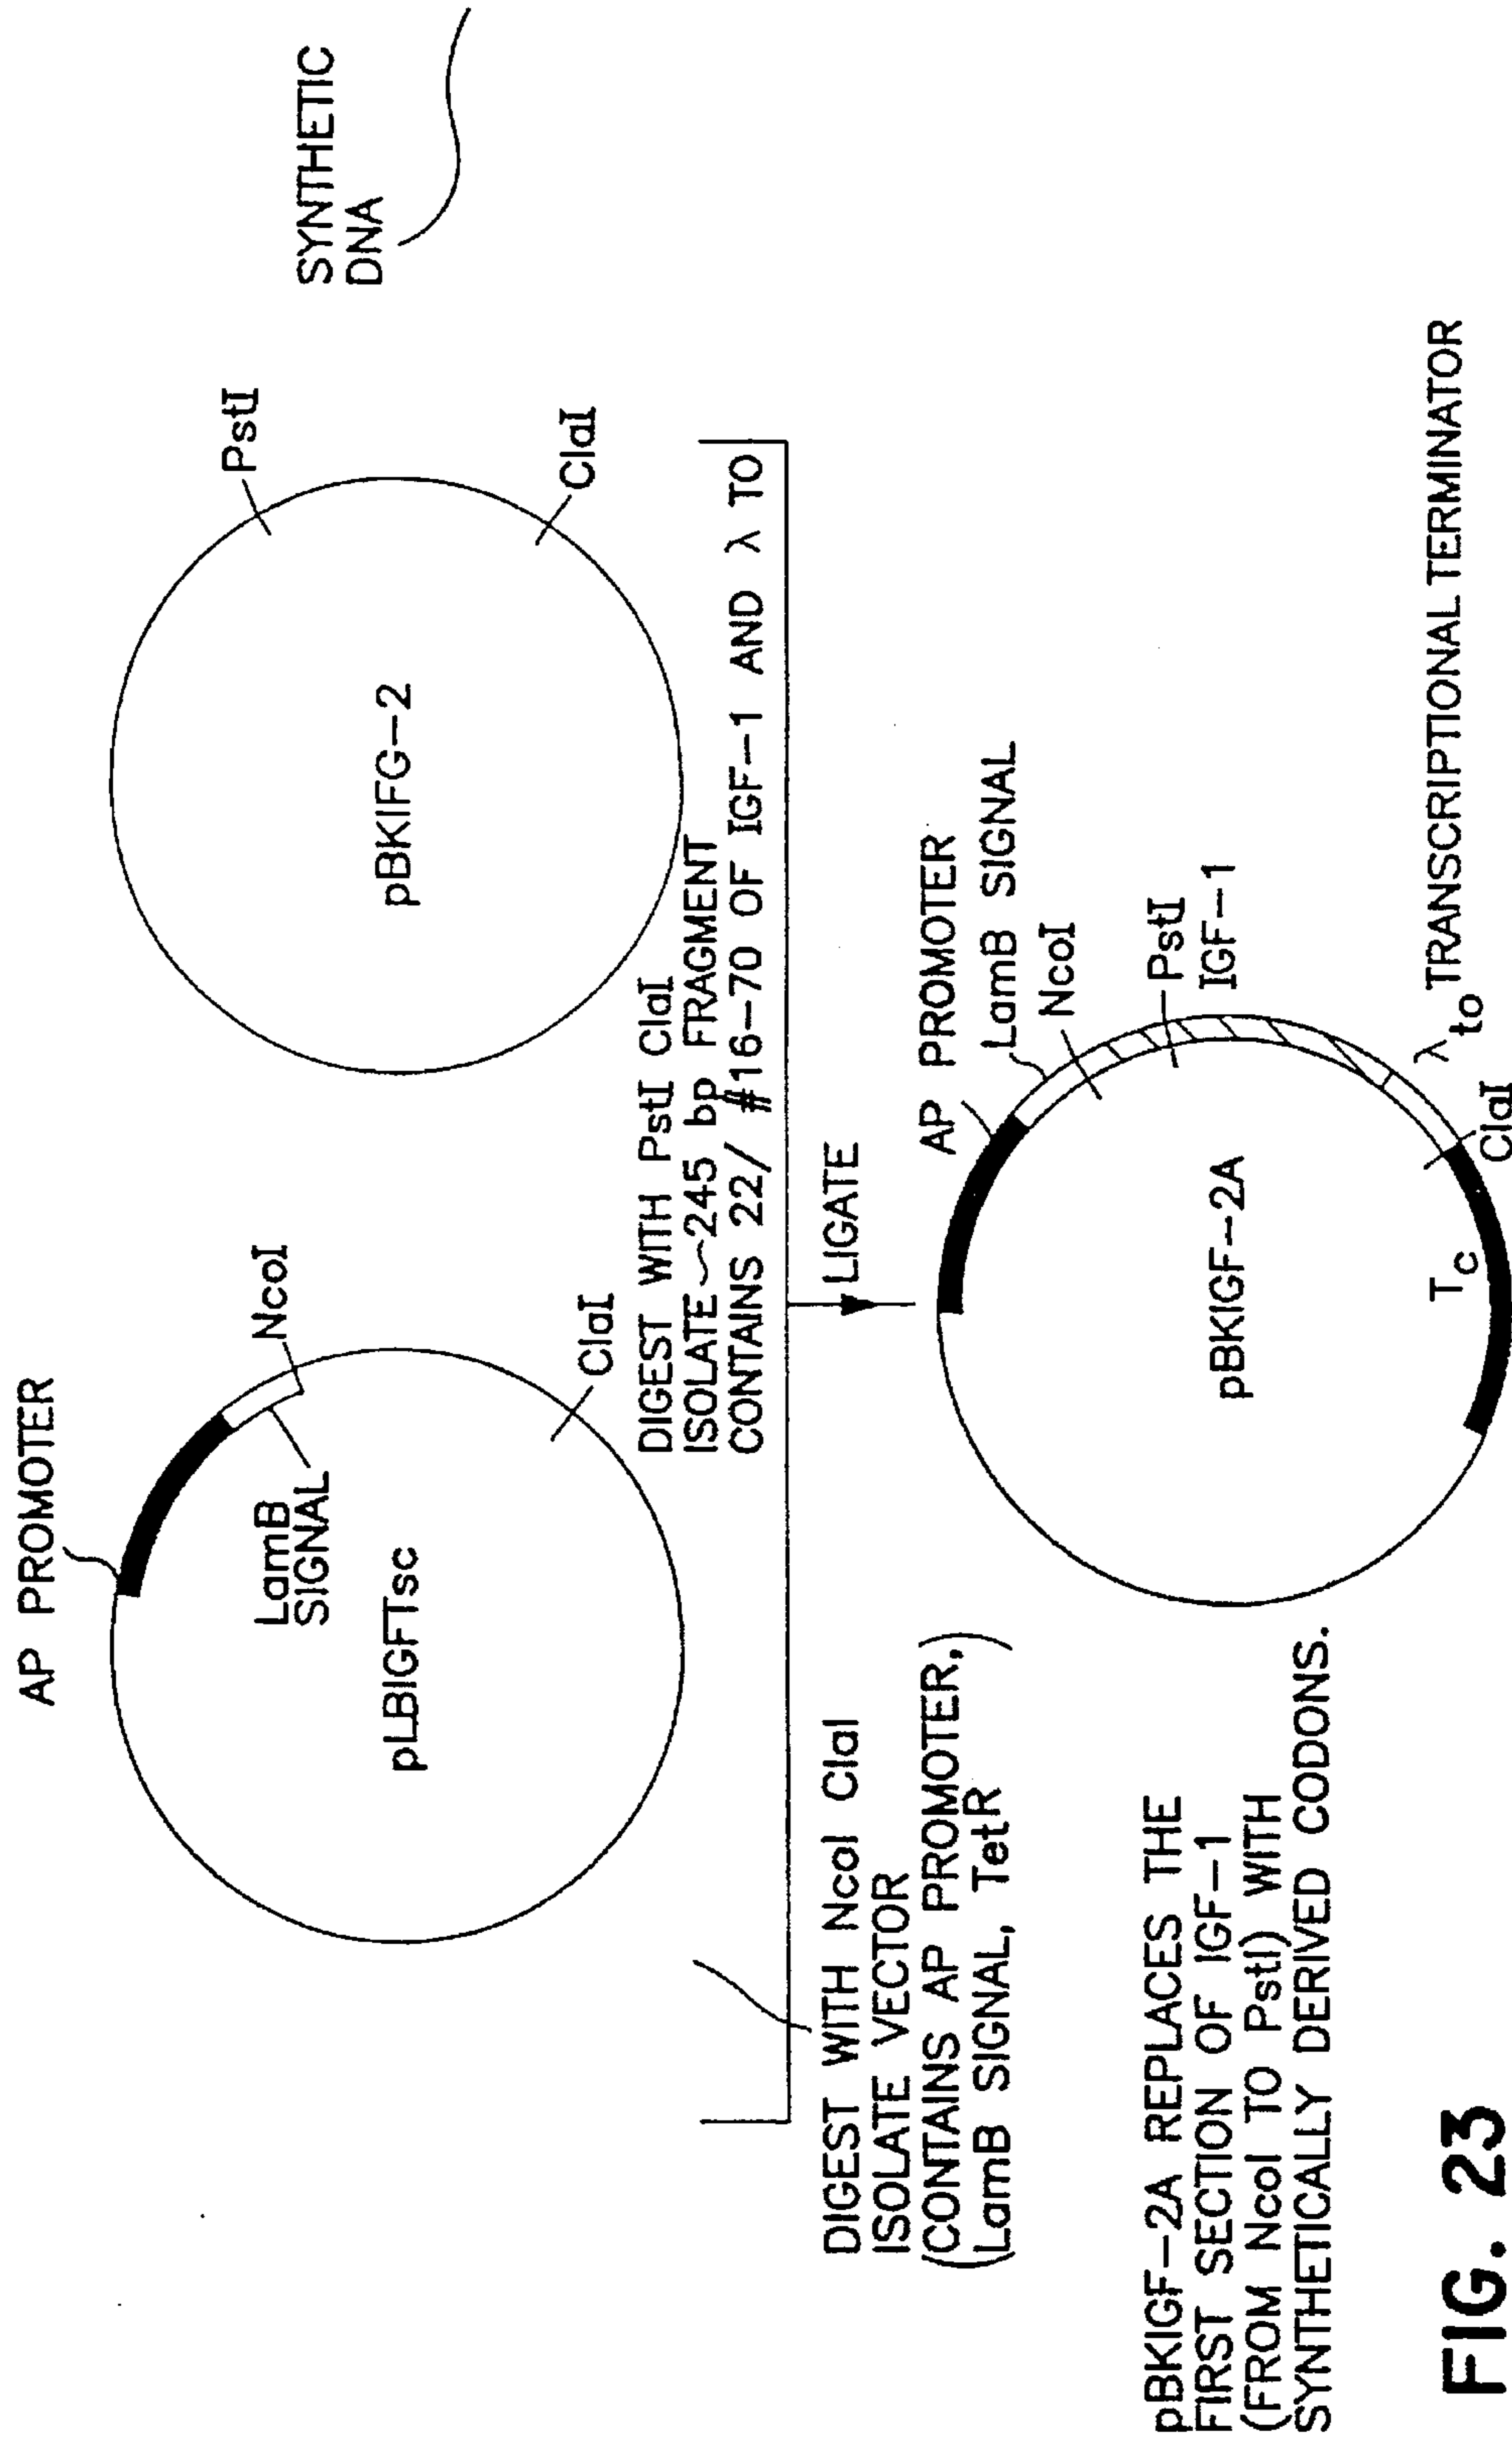 AP PROMOTER
NcoI
LamB
SIGNAL
pLBIGFTsc
ClaI
PstI
pBKIFG-2
ClaI
SYNTHETIC
DNA
DIGEST WITH PstI ClaI
ISOLATE ~245 bp FRAGMENT
CONTAINS 22/ #16-70 OF IGF-1 AND λ TO
DIGEST WITH NcoI ClaI
ISOLATE VECTOR
(CONTAINS AP PROMOTER,)
(LamB SIGNAL, TetR)
LIGATE
AP PROMOTER
LamB SIGNAL
NcoI
PstI
IGF-1
pBKIGF-2A
Tc
λ to TRANSCRIPTIONAL TERMINATOR
ClaI
pBKIGF-2A REPLACES THE
FIRST SECTION OF IGF-1
(FROM NcoI TO PstI) WITH
SYNTHETICALLY DERIVED CODONS.
FIG. 23